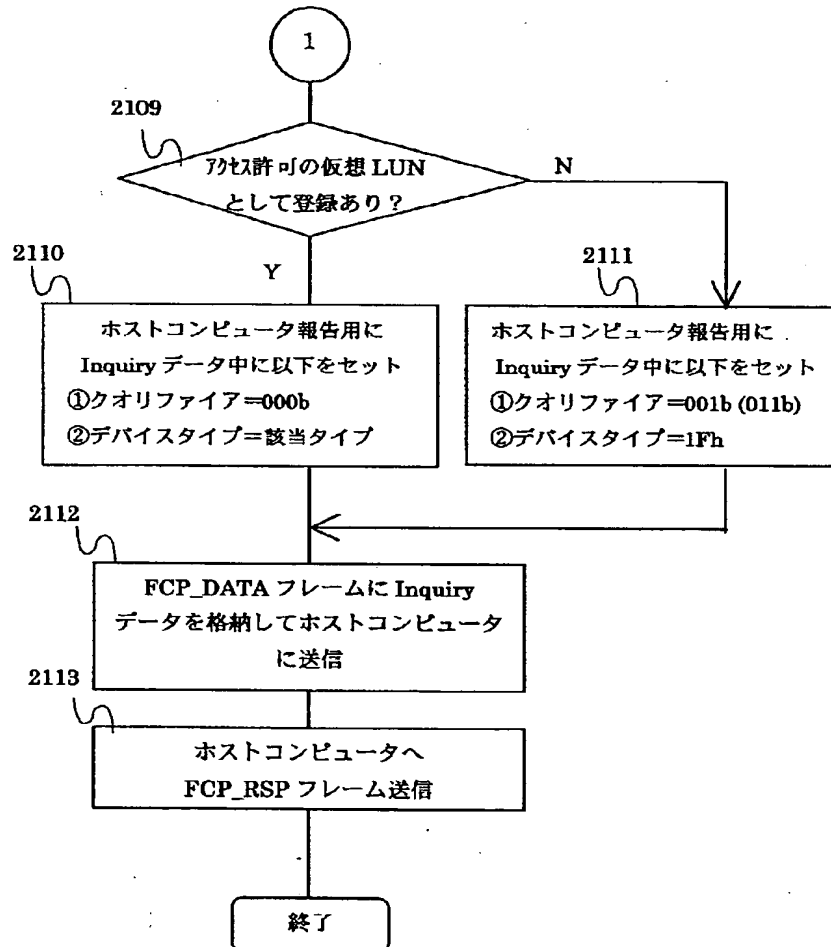 1
2109
アクセス許可の仮想 LUN
として登録あり？
N
Y
2110
ホストコンピュータ報告用に
Inquiry データ中に以下をセット
①クオリファイア＝000b
②デバイスタイプ＝該当タイプ
2111
ホストコンピュータ報告用に
Inquiry データ中に以下をセット
①クオリファイア＝001b (011b)
②デバイスタイプ＝1Fh
2112
FCP_DATA フレームに Inquiry
データを格納してホストコンピュータ
に送信
2113
ホストコンピュータへ
FCP_RSP フレーム送信
終了